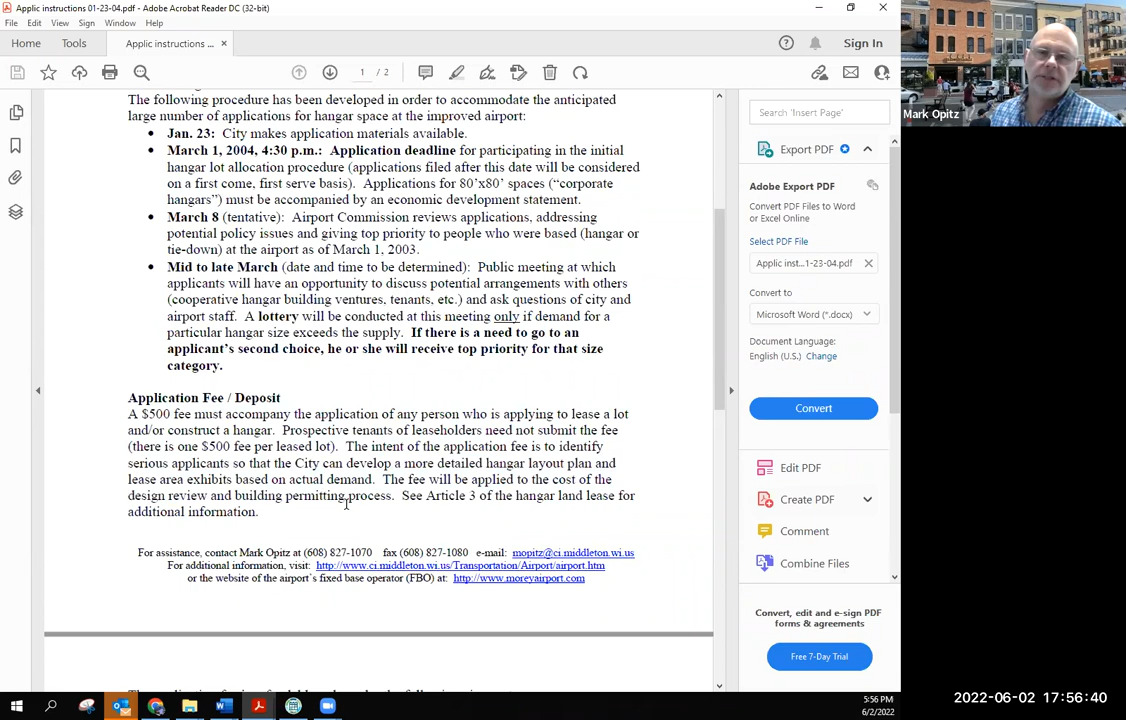 Applic instructions 01-23-04.pdf - Adobe Acrobat Reader DC (32-bit)
File Edit View Sign Window Help
Home Tools Applic instructions ... × Sign In
1 / 2
The following procedure has been developed in order to accommodate the anticipated
large number of applications for hangar space at the improved airport:
• Jan. 23: City makes application materials available.
• March 1, 2004, 4:30 p.m.: Application deadline for participating in the initial
hangar lot allocation procedure (applications filed after this date will be considered
on a first come, first serve basis). Applications for 80'x80' spaces ("corporate
hangars") must be accompanied by an economic development statement.
• March 8 (tentative): Airport Commission reviews applications, addressing
potential policy issues and giving top priority to people who were based (hangar or
tie-down) at the airport as of March 1, 2003.
• Mid to late March (date and time to be determined): Public meeting at which
applicants will have an opportunity to discuss potential arrangements with others
(cooperative hangar building ventures, tenants, etc.) and ask questions of city and
airport staff. A lottery will be conducted at this meeting only if demand for a
particular hangar size exceeds the supply. If there is a need to go to an
applicant's second choice, he or she will receive top priority for that size
category.
Application Fee / Deposit
A $500 fee must accompany the application of any person who is applying to lease a lot
and/or construct a hangar. Prospective tenants of leaseholders need not submit the fee
(there is one $500 fee per leased lot). The intent of the application fee is to identify
serious applicants so that the City can develop a more detailed hangar layout plan and
lease area exhibits based on actual demand. The fee will be applied to the cost of the
design review and building permitting process. See Article 3 of the hangar land lease for
additional information.
For assistance, contact Mark Opitz at (608) 827-1070 fax (608) 827-1080 e-mail: mopitz@ci.middleton.wi.us
For additional information, visit: http://www.ci.middleton.wi.us/Transportation/Airport/airport.htm
or the website of the airport's fixed base operator (FBO) at: http://www.moreyairport.com
Search 'Insert Page'
Export PDF
Adobe Export PDF
Convert PDF Files to Word
or Excel Online
Select PDF File
Applic inst...1-23-04.pdf
Convert to
Microsoft Word (*.docx)
Document Language:
English (U.S.) Change
Convert
Edit PDF
Create PDF
Comment
Combine Files
Convert, edit and e-sign PDF
forms & agreements
Free 7-Day Trial
Mark Opitz
5:56 PM
6/2/2022
2022-06-02 17:56:40